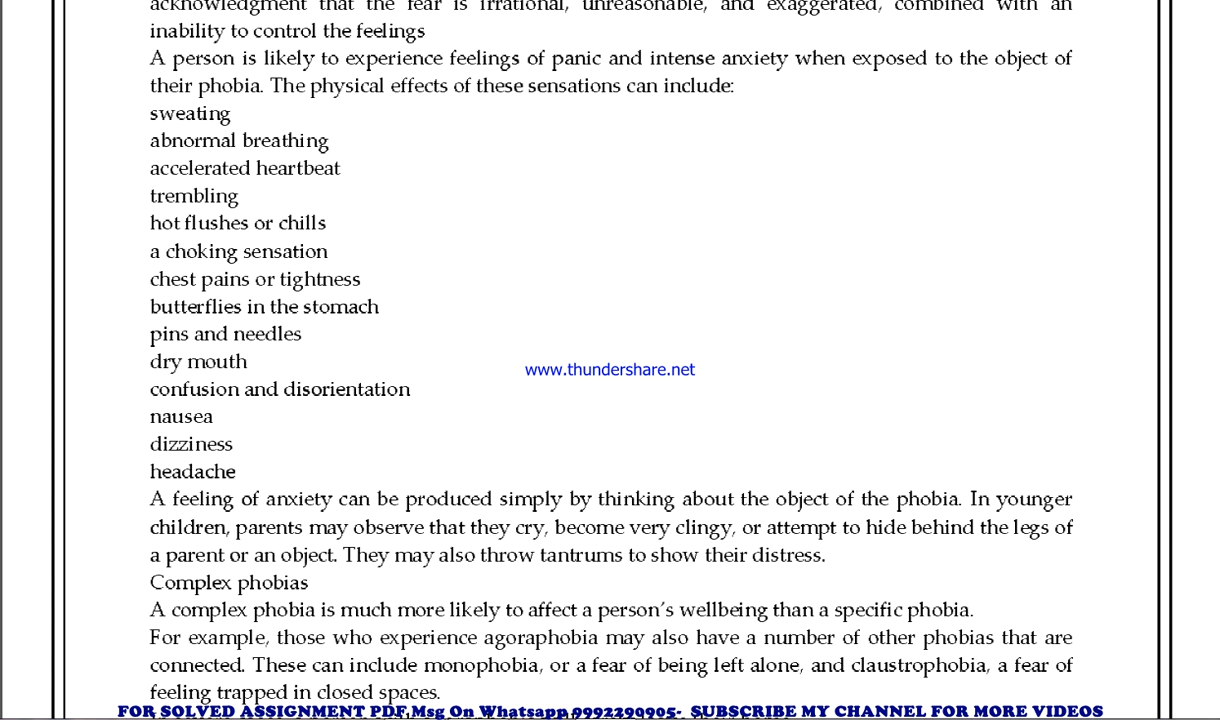 acknowledgment that the fear is irrational, unreasonable, and exaggerated, combined with an
inability to control the feelings
A person is likely to experience feelings of panic and intense anxiety when exposed to the object of
their phobia. The physical effects of these sensations can include:
sweating
abnormal breathing
accelerated heartbeat
trembling
hot flushes or chills
a choking sensation
chest pains or tightness
butterflies in the stomach
pins and needles
dry mouth
www.thundershare.net
confusion and disorientation
nausea
dizziness
headache
A feeling of anxiety can be produced simply by thinking about the object of the phobia. In younger
children, parents may observe that they cry, become very clingy, or attempt to hide behind the legs of
a parent or an object. They may also throw tantrums to show their distress.
Complex phobias
A complex phobia is much more likely to affect a person's wellbeing than a specific phobia.
For example, those who experience agoraphobia may also have a number of other phobias that are
connected. These can include monophobia, or a fear of being left alone, and claustrophobia, a fear of
feeling trapped in closed spaces.
FOR SOLVED ASSIGNMENT PDF,Msg On Whatsapp,9992290905- SUBSCRIBE MY CHANNEL FOR MORE VIDEOS